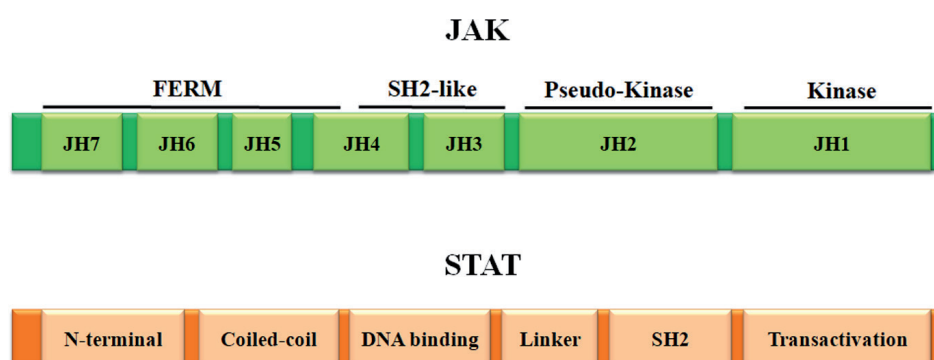 JAK
FERM SH2-like Pseudo-Kinase Kinase
JH7 JH6 JH5 JH4 JH3 JH2 JH1
STAT
N-terminal Coiled-coil DNA binding Linker SH2 Transactivation